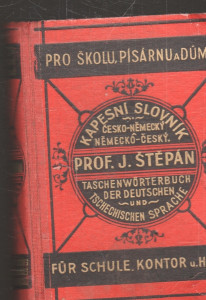 PRO ŠKOLU, PÍSÁRNU A DŮM
KAPESNÍ SLOVNÍK
ČESKO-NĚMECKÝ
NĚMECKO-ČESKÝ.
PROF. J. ŠTĚPÁN
TASCHENWÖRTERBUCH
DER DEUTSCHEN
UND
TSCHECHISCHEN SPRACHE
FÜR SCHULE, KONTOR u. H